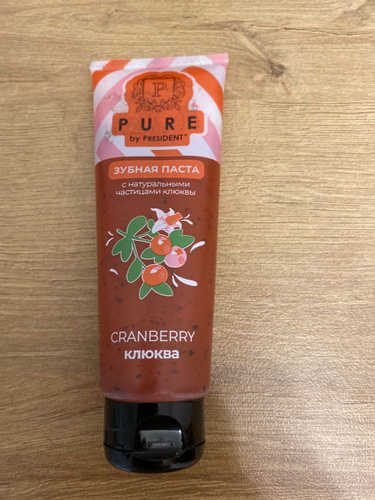 P
PURE
by PRESIDENT®
ЗУБНАЯ ПАСТА
с натуральными
частицами клюквы
CRANBERRY
КЛЮКВА